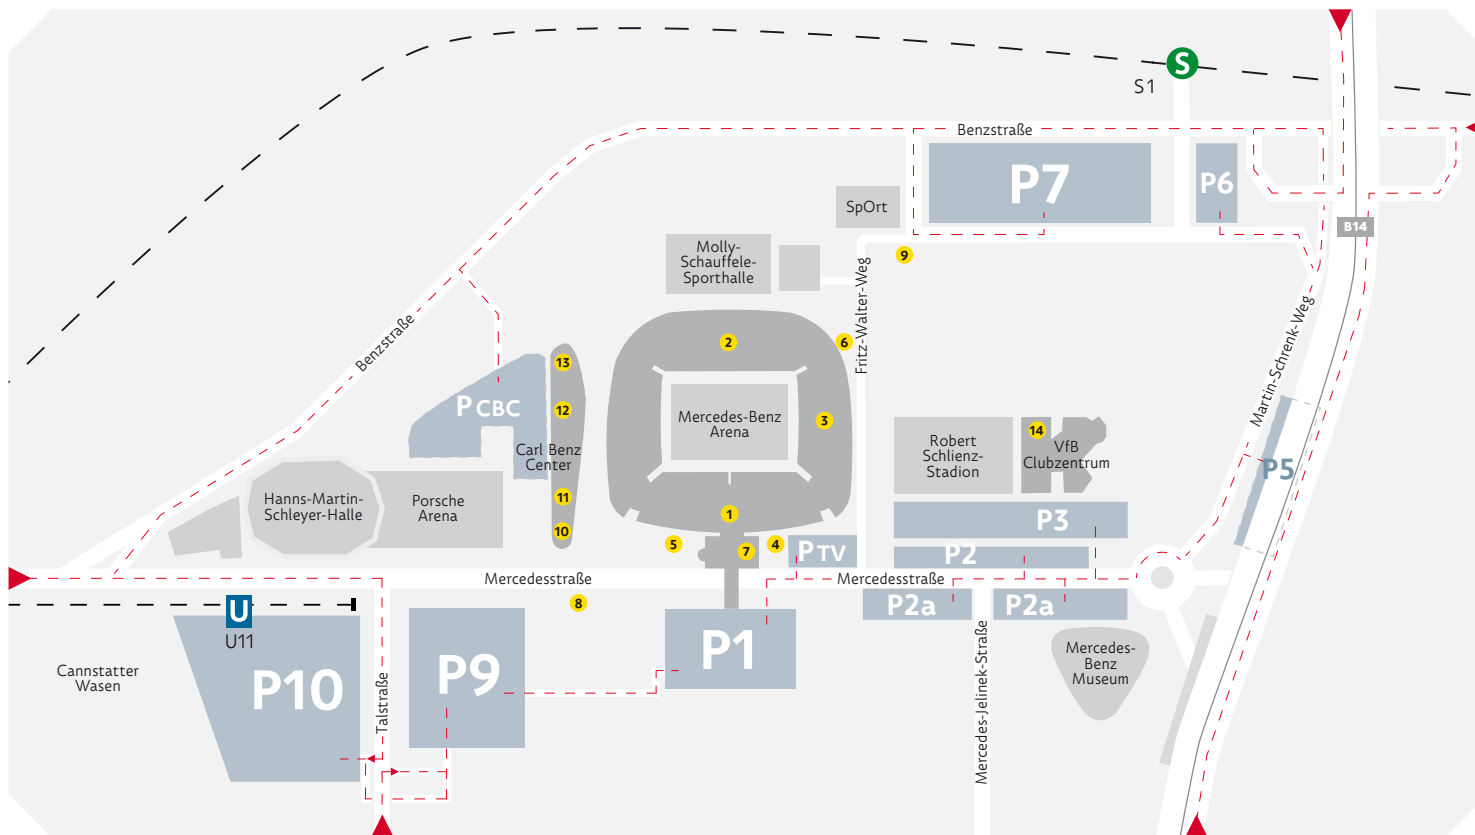 S
S1
Benzstraße
P7
P6
SpOrt
B14
Molly-
Schauffele-
Sporthalle
9
Fritz-Walter-Weg
2
6
Benzstraße
Martin-Schrenk-Weg
13
12
P CBC
Carl Benz
Center
11
10
Mercedes-Benz
Arena
3
1
Robert
Schlienz-
Stadion
14
VfB
Clubzentrum
P5
Hanns-Martin-
Schleyer-Halle
Porsche
Arena
P3
P2
5
7
4
P TV
Mercedesstraße
Mercedesstraße
8
P2a
P2a
U
U11
Cannstatter
Wasen
P10
Talstraße
P9
P1
Mercedes-Jelinek-Straße
Mercedes-
Benz
Museum